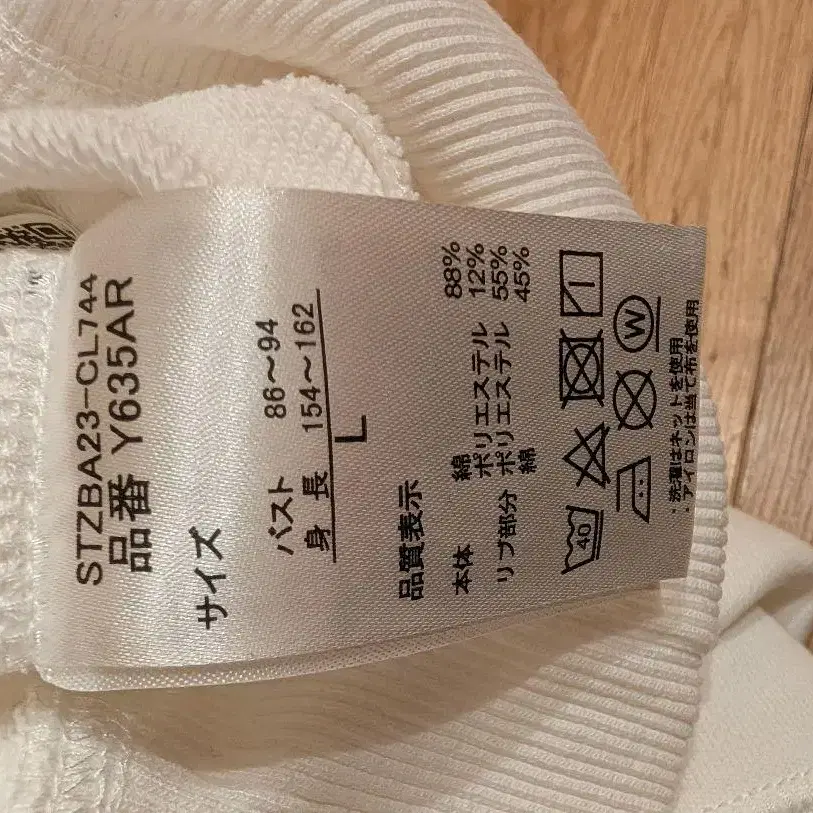 STZBA23-CL744
品番 Y635AR
サイズ
バスト 86～94
身長 154～162
L
品質表示
本体 綿 88%
ポリエステル 12%
リブ部分 ポリエステル 55%
綿 45%
40
W
・洗濯はネットを使用
・アイロンは当て布を使用